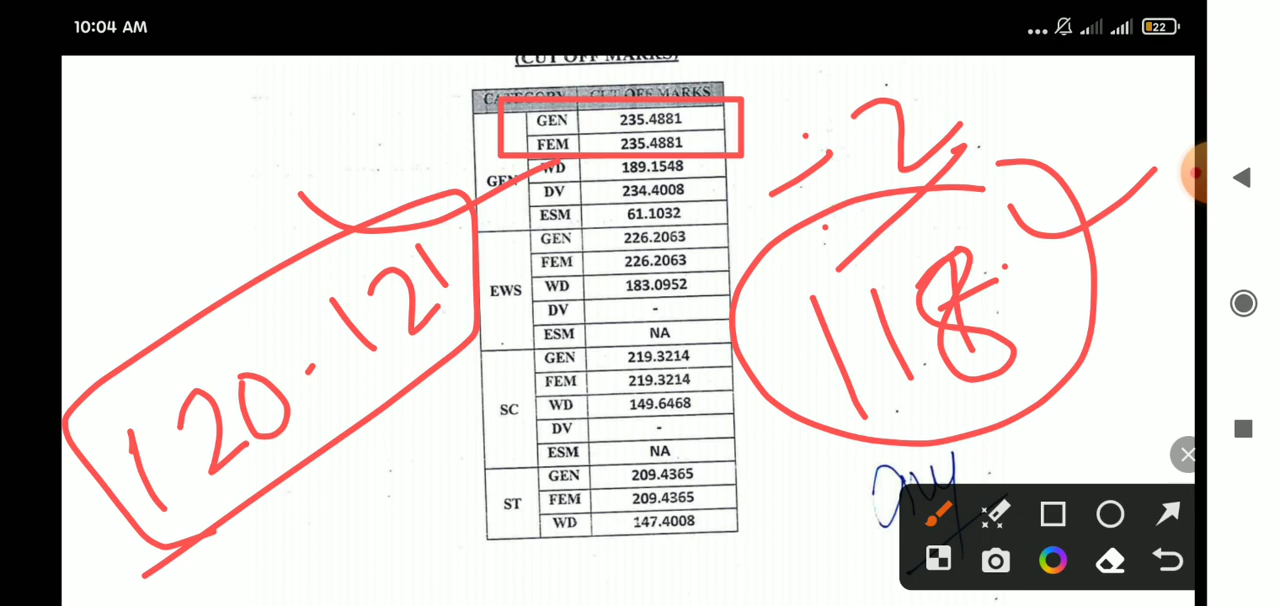 10:04 AM
22
(CUT OFF MARKS)
CATEGORY CUT OFF MARKS
GEN GEN 235.4881
FEM 235.4881
WD 189.1548
DV 234.4008
ESM 61.1032
EWS GEN 226.2063
FEM 226.2063
WD 183.0952
DV -
ESM NA
SC GEN 219.3214
FEM 219.3214
WD 149.6468
DV -
ESM NA
ST GEN 209.4365
FEM 209.4365
WD 147.4008
120.121
÷2
118